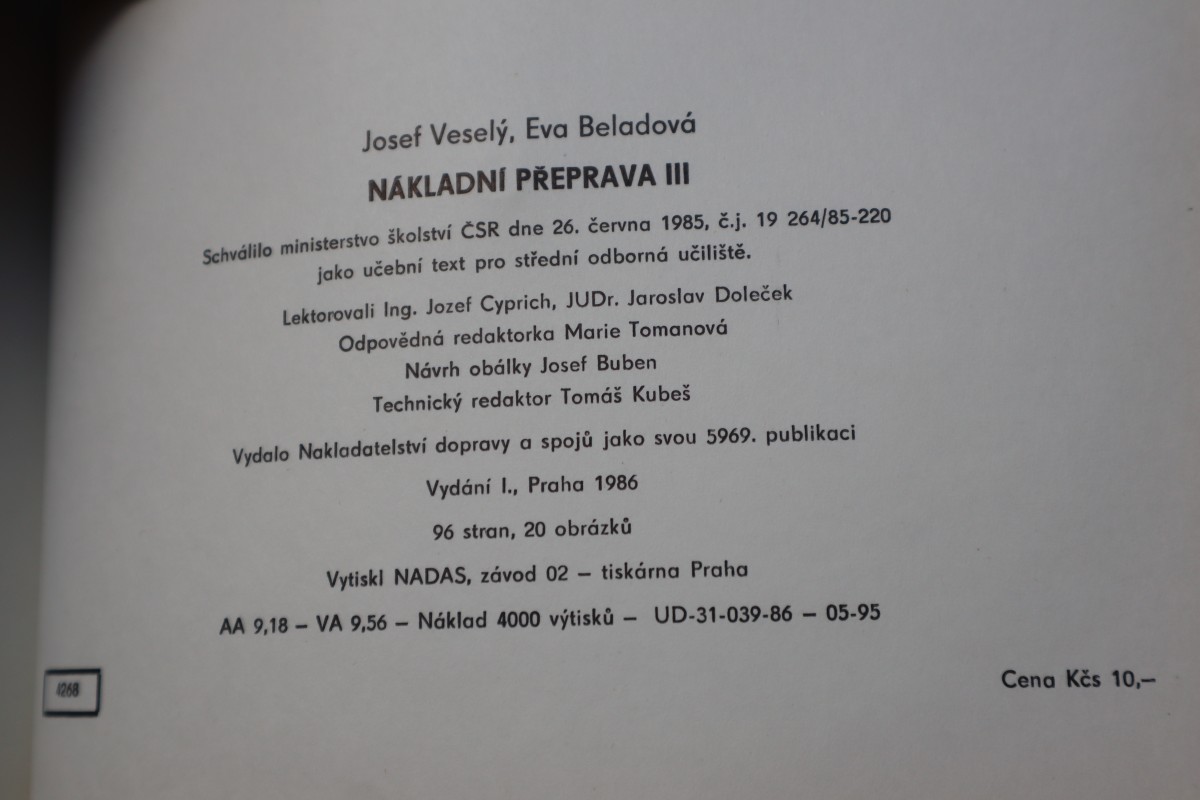 Josef Veselý, Eva Beladová
NÁKLADNÍ PŘEPRAVA III
Schválilo ministerstvo školství ČSR dne 26. června 1985, č.j. 19 264/85-220
jako učební text pro střední odborná učiliště.
Lektorovali Ing. Jozef Cyprich, JUDr. Jaroslav Doleček
Odpovědná redaktorka Marie Tomanová
Návrh obálky Josef Buben
Technický redaktor Tomáš Kubeš
Vydalo Nakladatelství dopravy a spojů jako svou 5969. publikaci
Vydání I., Praha 1986
96 stran, 20 obrázků
Vytiskl NADAS, závod 02 – tiskárna Praha
AA 9,18 – VA 9,56 – Náklad 4000 výtisků – UD-31-039-86 – 05-95
Cena Kčs 10,–